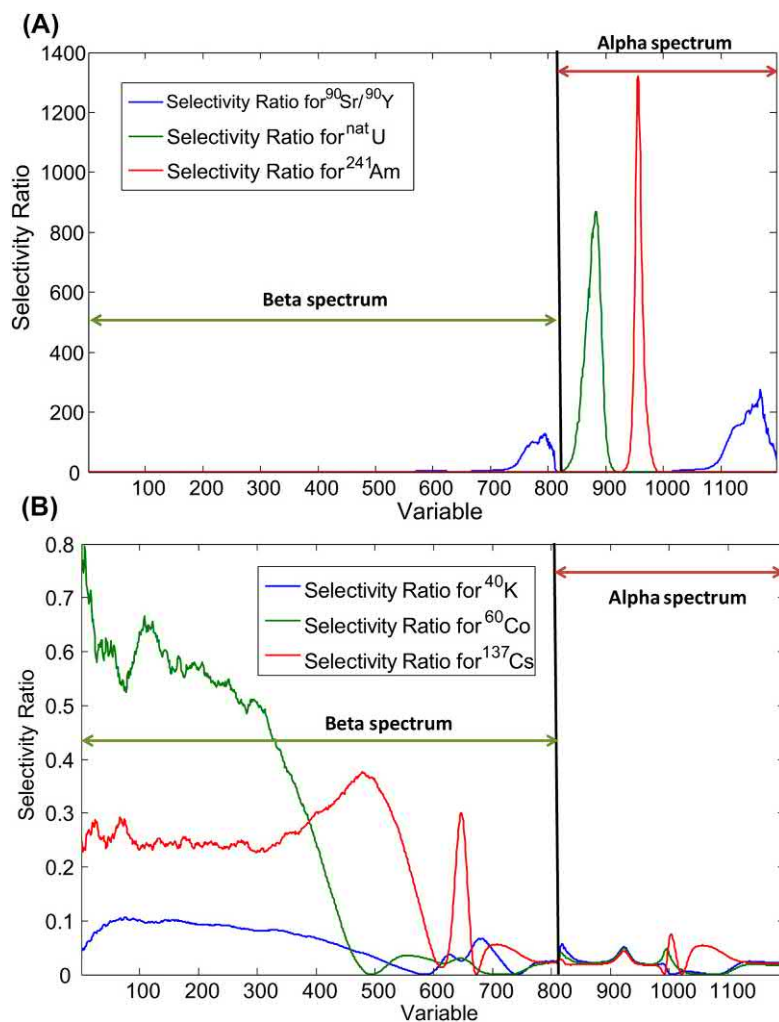 (A)
Alpha spectrum
1400
1200
1000
800
600
400
200
0
Selectivity Ratio
Selectivity Ratio for ⁹⁰Sr/⁹⁰Y
Selectivity Ratio for ⁿᵃᵗU
Selectivity Ratio for ²⁴¹Am
Beta spectrum
100 200 300 400 500 600 700 800 900 1000 1100
Variable
(B)
0.8
0.7
0.6
0.5
0.4
0.3
0.2
0.1
0
Selectivity Ratio
Selectivity Ratio for ⁴⁰K
Selectivity Ratio for ⁶⁰Co
Selectivity Ratio for ¹³⁷Cs
Alpha spectrum
Beta spectrum
100 200 300 400 500 600 700 800 900 1000 1100
Variable